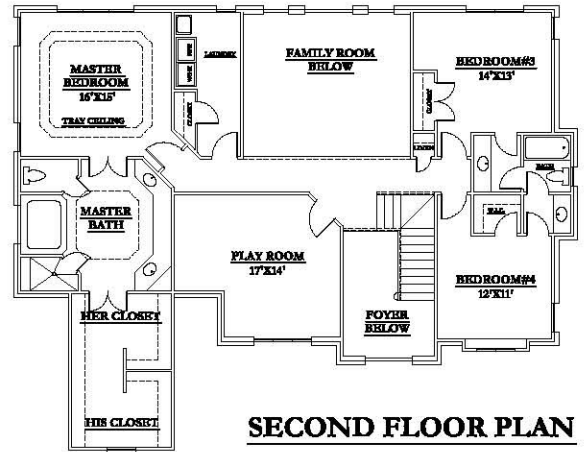 MASTER
BEDROOM
16'X15'
TRAY CEILING
LAUNDRY
CLOSET
FAMILY ROOM
BELOW
BEDROOM#3
14'X13'
CLOSET
LINEN
BATH
MASTER
BATH
PLAY ROOM
17'X14'
FOYER
BELOW
BEDROOM#4
12'X11'
HER CLOSET
HIS CLOSET
SECOND FLOOR PLAN